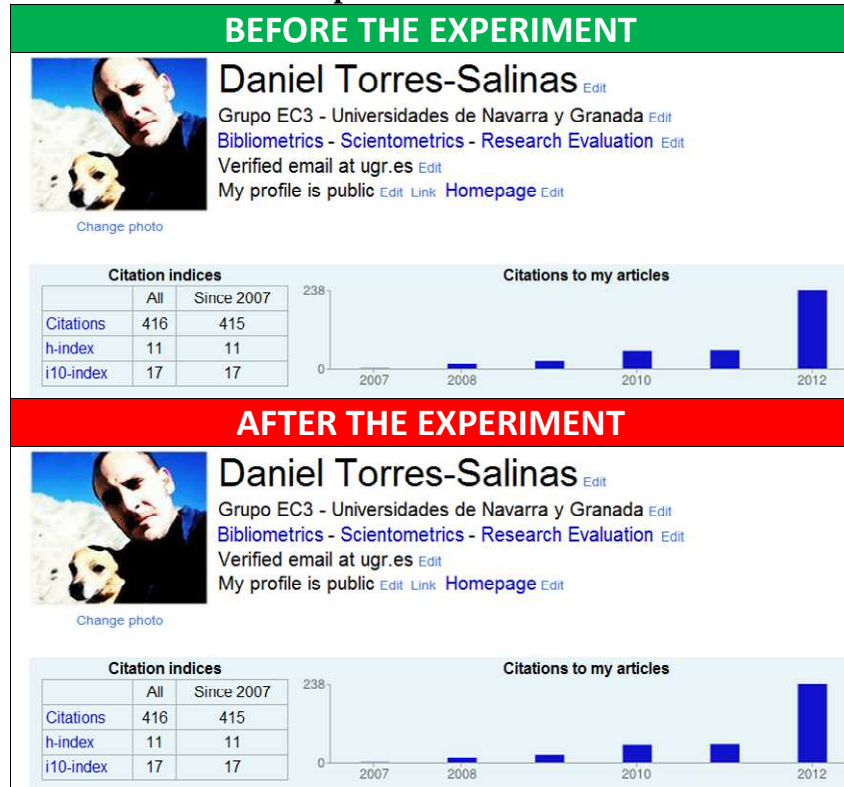 BEFORE THE EXPERIMENT
Daniel Torres-Salinas Edit
Grupo EC3 - Universidades de Navarra y Granada Edit
Bibliometrics - Scientometrics - Research Evaluation Edit
Verified email at ugr.es Edit
My profile is public Edit Link Homepage Edit
Change photo
Citation indices
All Since 2007
Citations 416 415
h-index 11 11
i10-index 17 17
Citations to my articles
238
0
2007 2008 2010 2012
AFTER THE EXPERIMENT
Daniel Torres-Salinas Edit
Grupo EC3 - Universidades de Navarra y Granada Edit
Bibliometrics - Scientometrics - Research Evaluation Edit
Verified email at ugr.es Edit
My profile is public Edit Link Homepage Edit
Change photo
Citation indices
All Since 2007
Citations 416 415
h-index 11 11
i10-index 17 17
Citations to my articles
238
0
2007 2008 2010 2012